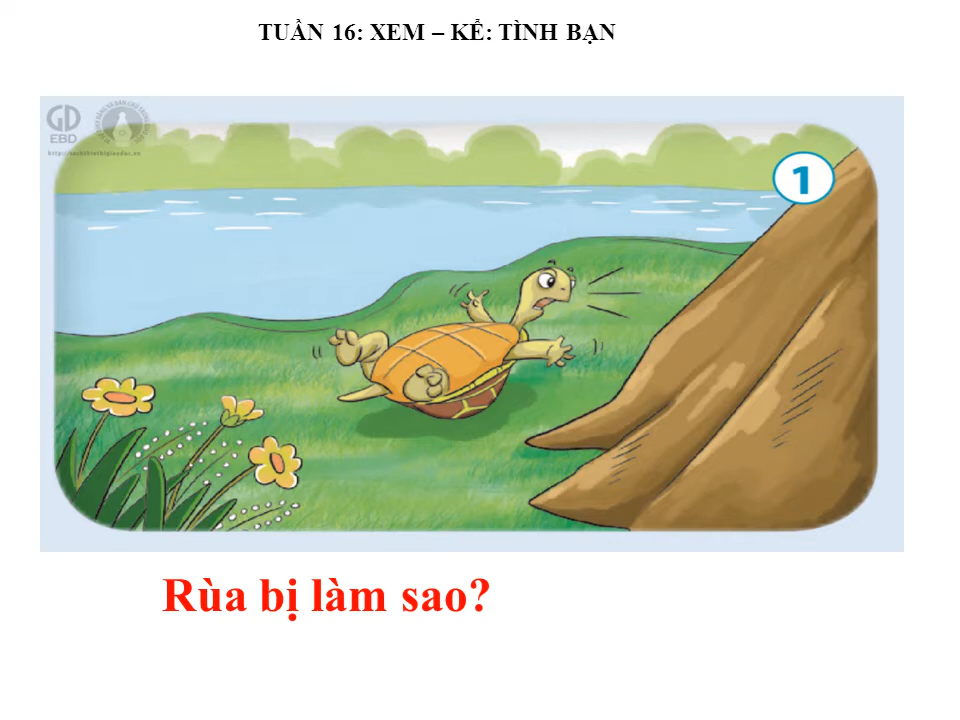 TUẦN 16: XEM – KỂ: TÌNH BẠN
GD
EBD
1
Rùa bị làm sao?